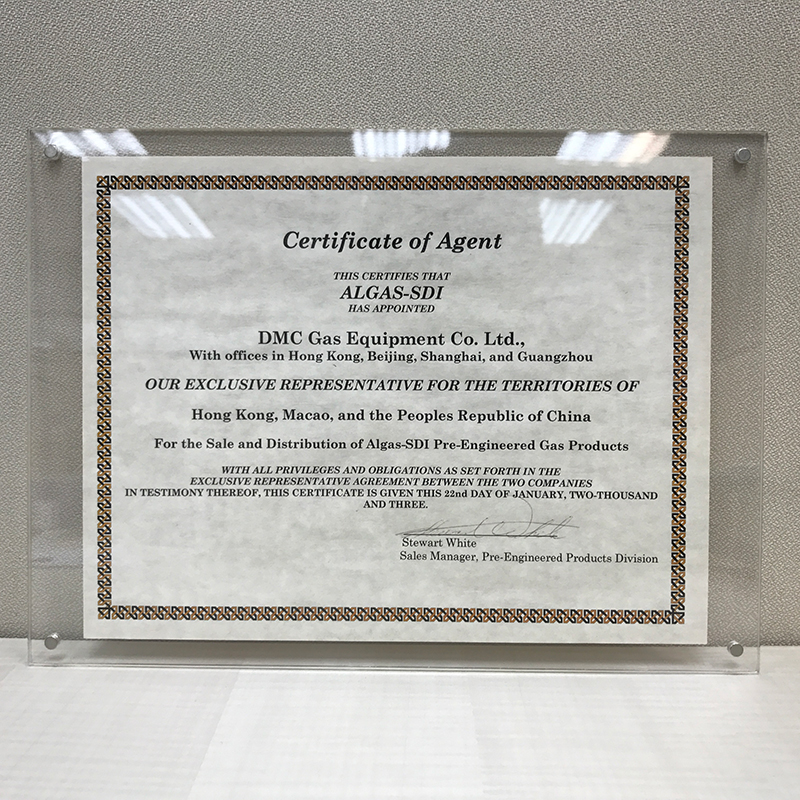 Certificate of Agent
THIS CERTIFIES THAT
ALGAS-SDI
HAS APPOINTED
DMC Gas Equipment Co. Ltd.,
With offices in Hong Kong, Beijing, Shanghai, and Guangzhou
OUR EXCLUSIVE REPRESENTATIVE FOR THE TERRITORIES OF
Hong Kong, Macao, and the Peoples Republic of China
For the Sale and Distribution of Algas-SDI Pre-Engineered Gas Products
WITH ALL PRIVILEGES AND OBLIGATIONS AS SET FORTH IN THE
EXCLUSIVE REPRESENTATIVE AGREEMENT BETWEEN THE TWO COMPANIES
IN TESTIMONY THEREOF, THIS CERTIFICATE IS GIVEN THIS 22nd DAY OF JANUARY, TWO-THOUSAND
AND THREE.
Stewart White
Sales Manager, Pre-Engineered Products Division